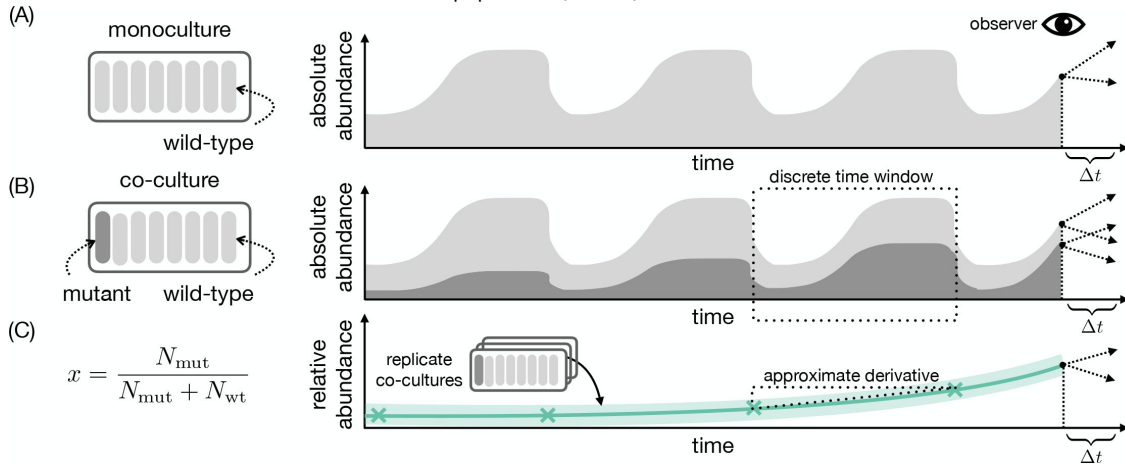 (A)
monoculture
wild-type
absolute
abundance
time
observer
Δt
(B)
co-culture
mutant
wild-type
absolute
abundance
discrete time window
time
Δt
(C)
x = N_mut / (N_mut + N_wt)
relative
abundance
replicate
co-cultures
approximate derivative
time
Δt